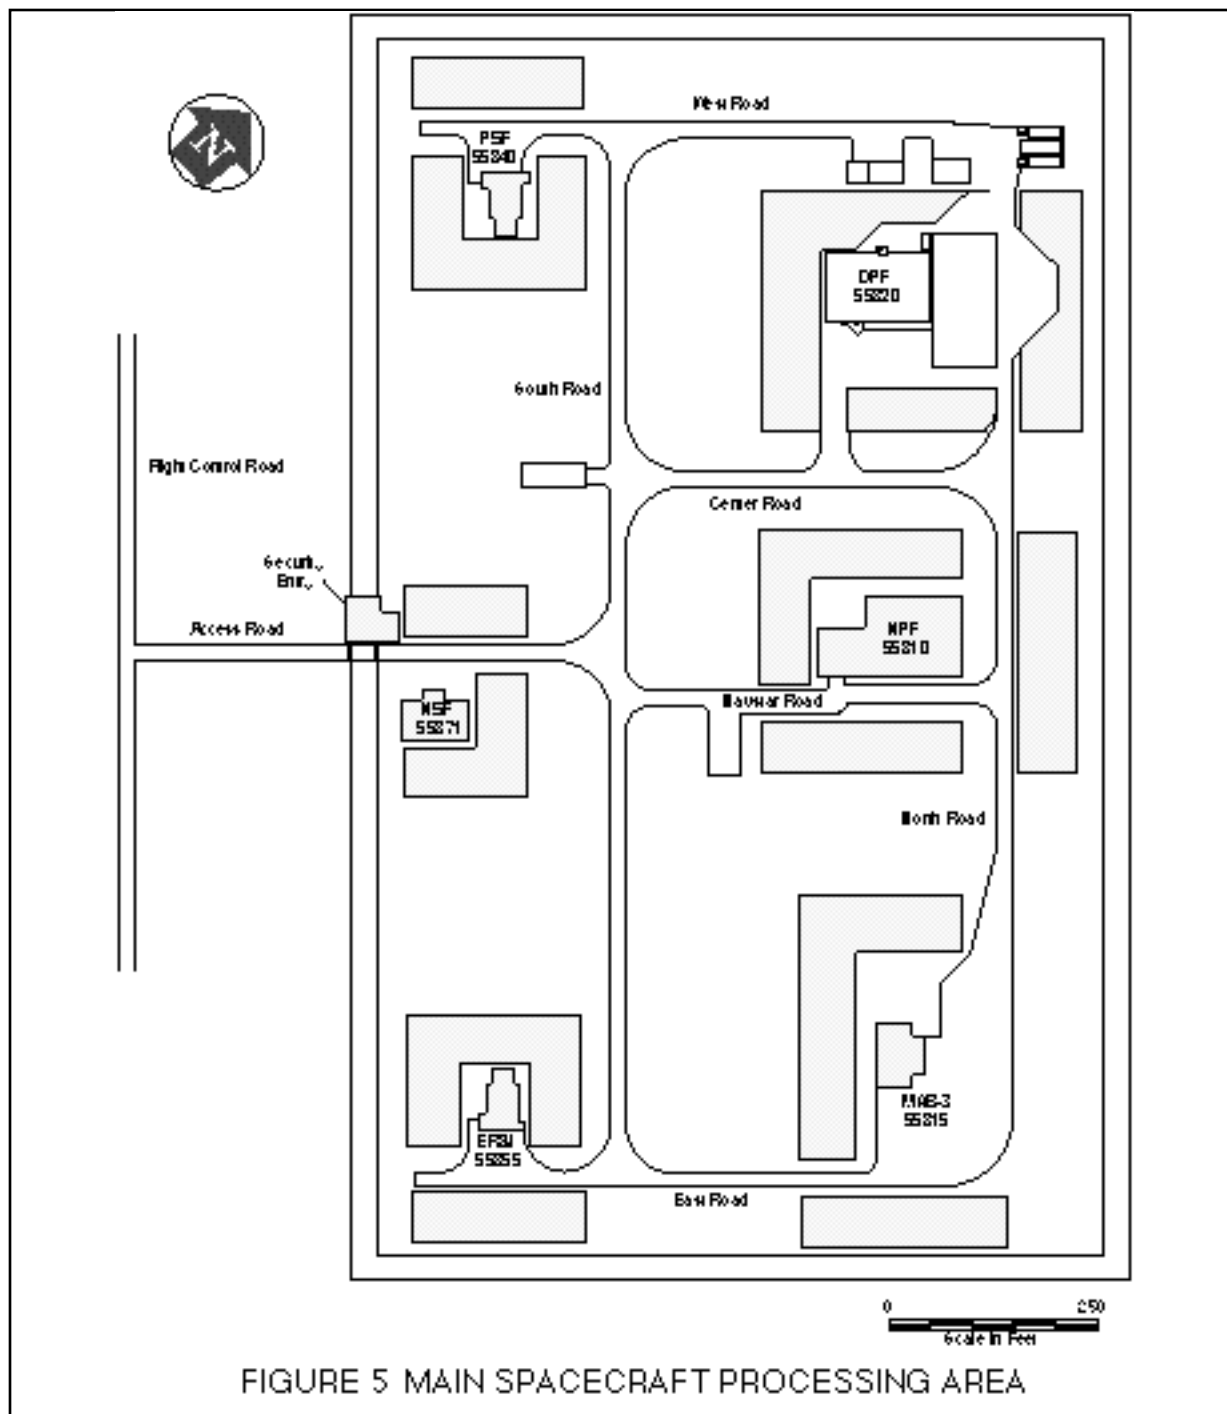 West Road
N
PSF
55840
DPF
55820
South Road
Flight Control Road
Center Road
Security
Entry
Access Road
NPF
55810
Navstar Road
NSF
55871
North Road
MAB-3
55815
55855
East Road
0 250
Scale In Feet
FIGURE 5 MAIN SPACECRAFT PROCESSING AREA